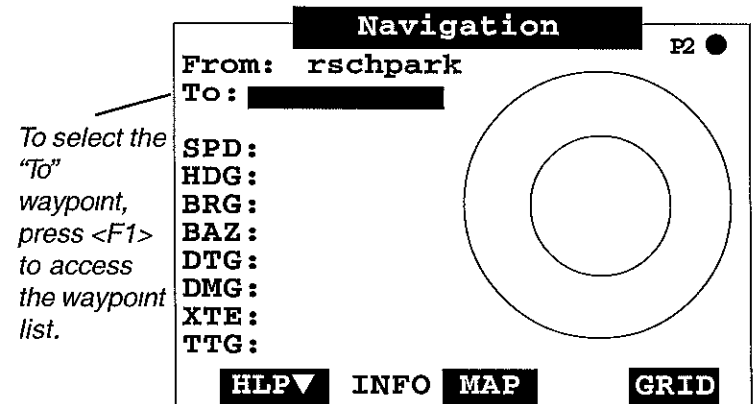 Navigation
P2
From: rschpark
To:
To select the
"To"
waypoint,
press <F1>
to access
the waypoint
list.
SPD:
HDG:
BRG:
BAZ:
DTG:
DMG:
XTE:
TTG:
HLP▼ INFO MAP GRID